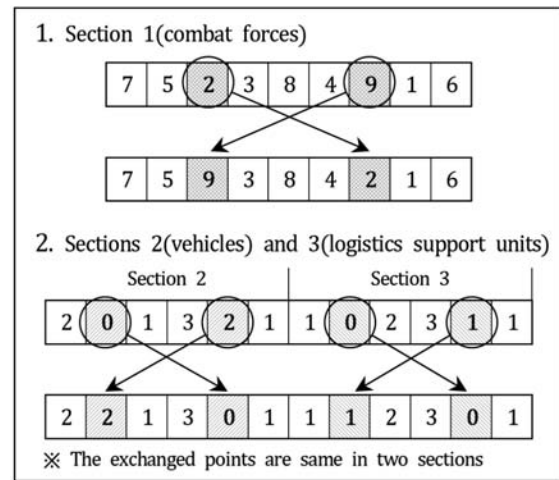 1. Section 1(combat forces)
7 5 2 3 8 4 9 1 6
7 5 9 3 8 4 2 1 6
2. Sections 2(vehicles) and 3(logistics support units)
Section 2 Section 3
2 0 1 3 2 1 1 0 2 3 1 1
2 2 1 3 0 1 1 1 2 3 0 1
※ The exchanged points are same in two sections